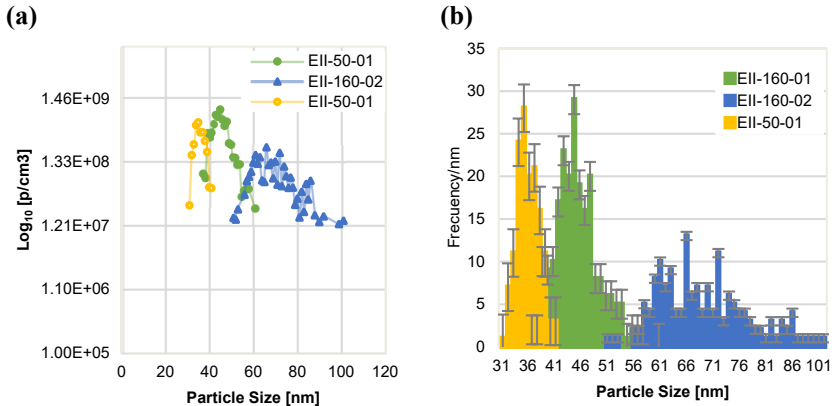 (a)
EII-50-01
EII-160-02
EII-50-01
1.46E+09
1.33E+08
1.21E+07
1.10E+06
1.00E+05
Log10 [p/cm3]
0 20 40 60 80 100 120
Particle Size [nm]
(b)
35
30
25
20
15
10
5
0
Frecuency/nm
EII-160-01
EII-160-02
EII-50-01
31 36 41 46 51 56 61 66 71 76 81 86 101
Particle Size [nm]